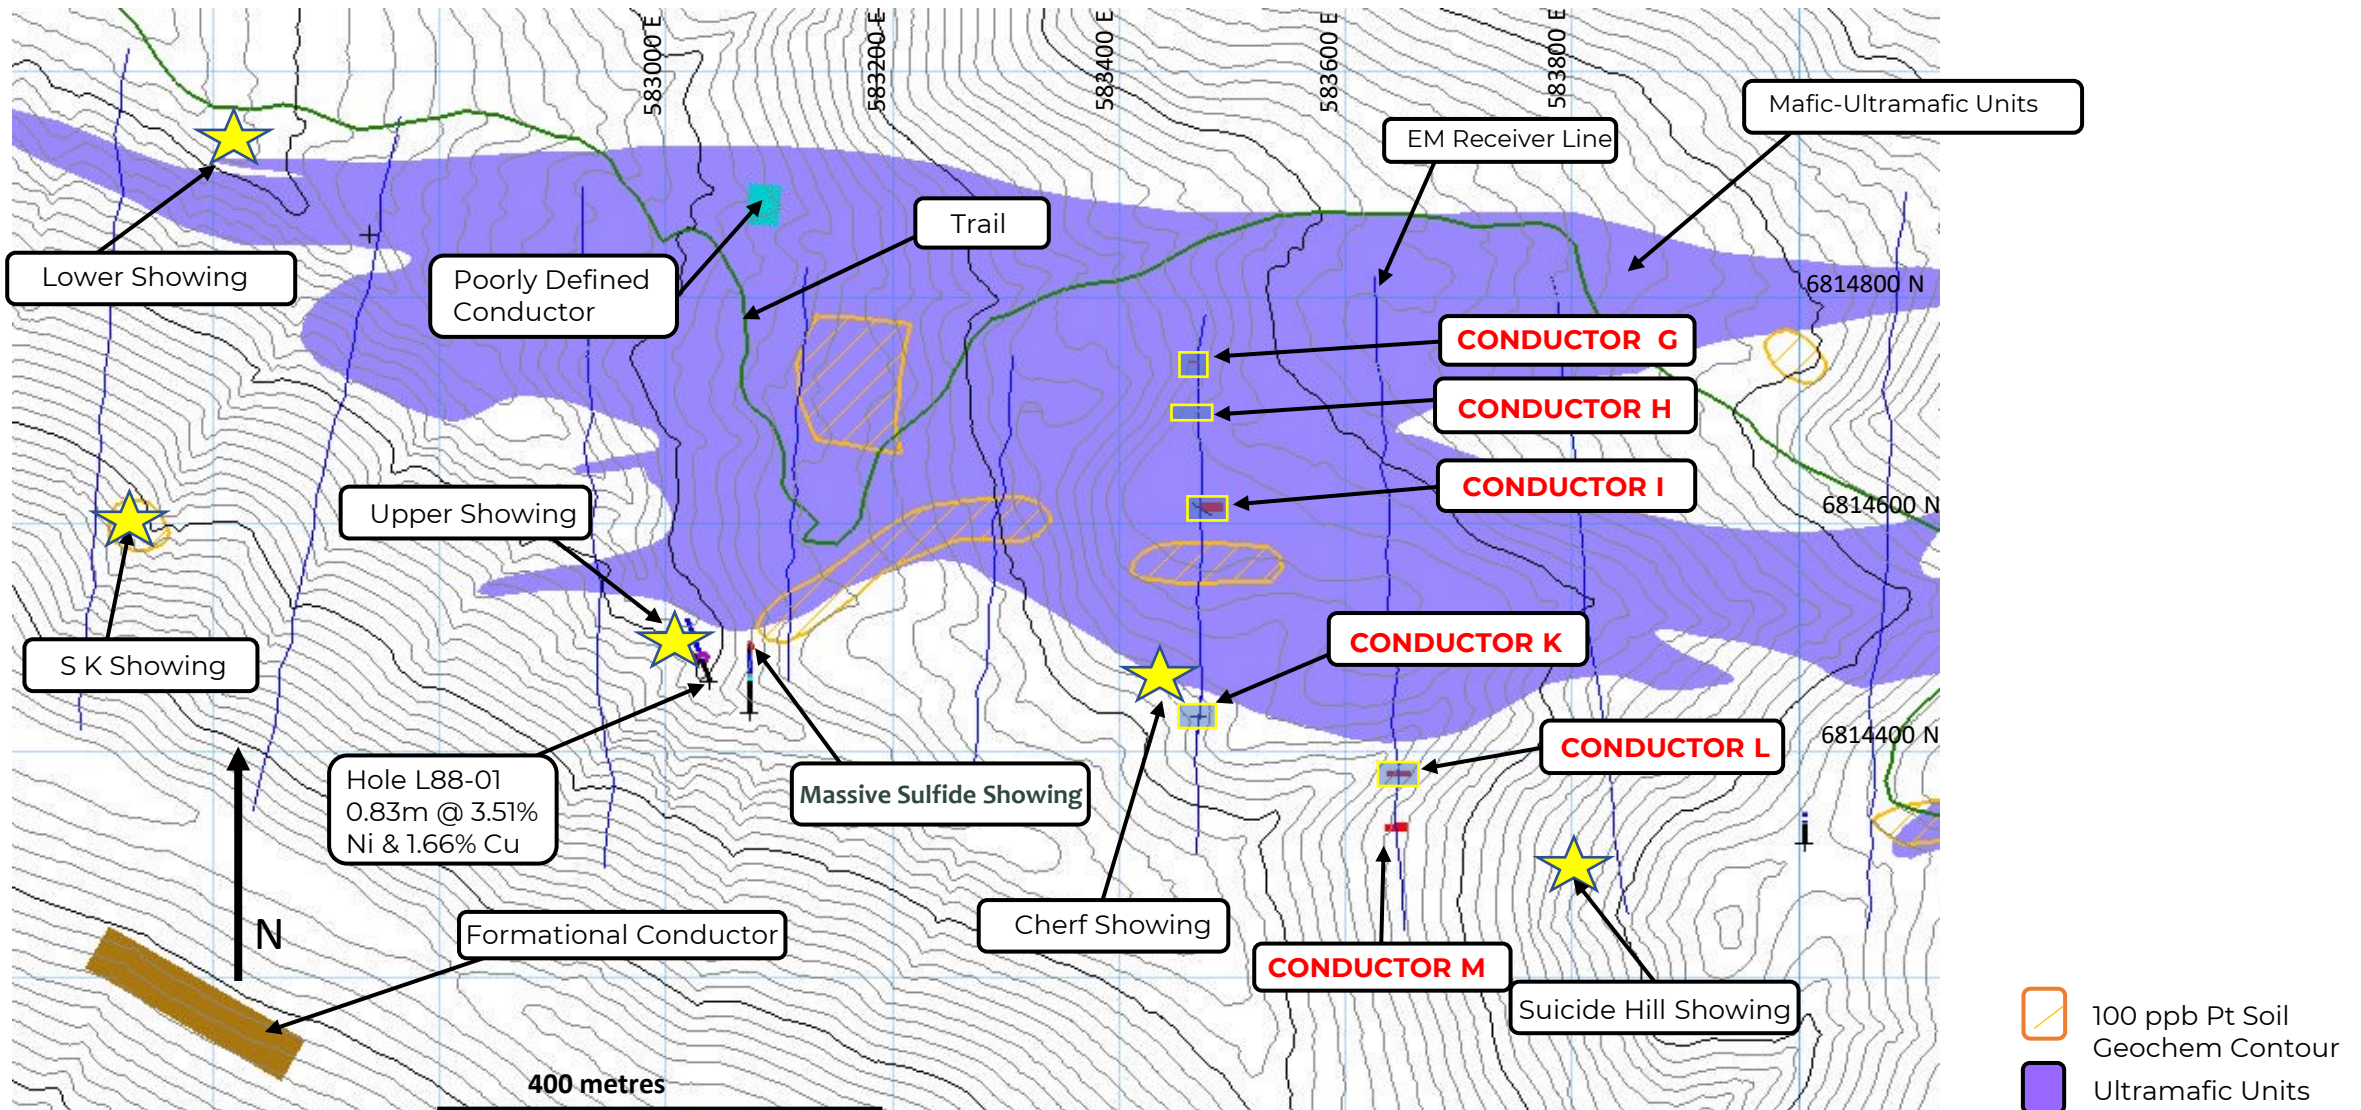 583000 E
583200 E
583400 E
583600 E
583800 E
Mafic-Ultramafic Units
EM Receiver Line
Trail
Lower Showing
Poorly Defined
Conductor
6814800 N
CONDUCTOR G
CONDUCTOR H
CONDUCTOR I
6814600 N
Upper Showing
S K Showing
CONDUCTOR K
6814400 N
CONDUCTOR L
Hole L88-01
0.83m @ 3.51%
Ni & 1.66% Cu
Massive Sulfide Showing
N
Formational Conductor
Cherf Showing
CONDUCTOR M
Suicide Hill Showing
400 metres
100 ppb Pt Soil
Geochem Contour
Ultramafic Units